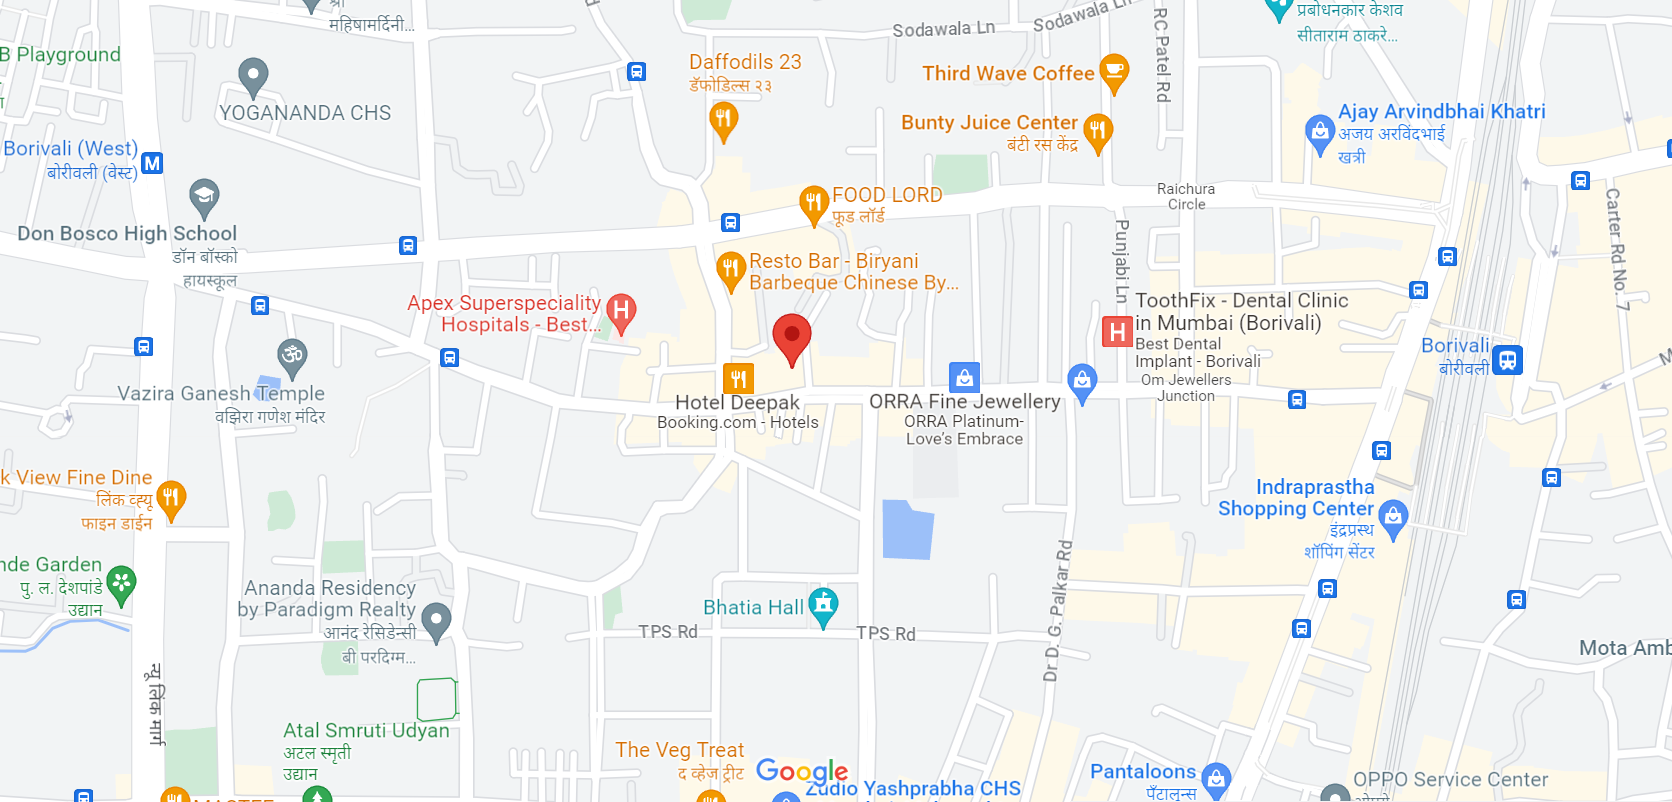 श्री
महिषामर्दिनी...
Sodawala Ln
Sodawala Ln
RC Patel Rd
प्रबोधनकार केशव
सीताराम ठाकरे...
B Playground
Daffodils 23
डॅफोडिल्स २३
Third Wave Coffee
YOGANANDA CHS
Bunty Juice Center
बंटी रस केंद्र
Ajay Arvindbhai Khatri
अजय अरविंदभाई
खत्री
Borivali (West)
बोरीवली (वेस्ट)
FOOD LORD
फूड लॉर्ड
Raichura
Circle
Carter Rd No. 7
Don Bosco High School
डॉन बॉस्को
हायस्कूल
Punjabi Ln
Resto Bar - Biryani
Barbeque Chinese By...
Apex Superspeciality
Hospitals - Best...
ToothFix - Dental Clinic
in Mumbai (Borivali)
Best Dental
Implant - Borivali
Om Jewellers
Junction
Borivali
बोरीवली
Vazira Ganesh Temple
वझिरा गणेश मंदिर
Hotel Deepak
Booking.com - Hotels
ORRA Fine Jewellery
ORRA Platinum-
Love's Embrace
k View Fine Dine
लिंक व्ह्यू
फाइन डाईन
Indraprastha
Shopping Center
इंद्रप्रस्थ
शॉपिंग सेंटर
nde Garden
पु. ल. देशपांडे
उद्यान
Ananda Residency
by Paradigm Realty
आनंद रेसिडेन्सी
बी परदिग्म...
Bhatia Hall
TPS Rd
TPS Rd
Dr D. G. Palkar Rd
Mota Amb
न्यू लिंक मार्ग
Atal Smruti Udyan
अटल स्मृती
उद्यान
The Veg Treat
द व्हेज ट्रीट
Google
Zudio Yashprabha CHS
Pantaloons
पँटालून्स
OPPO Service Center